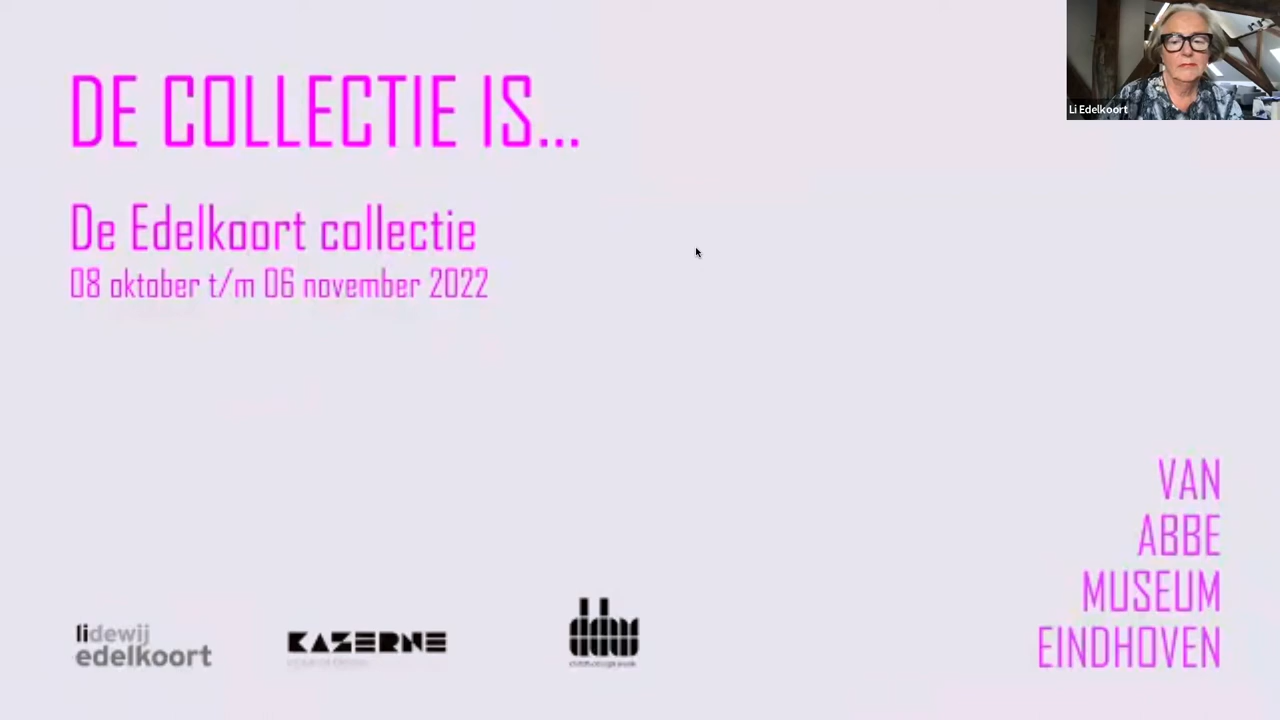 DE COLLECTIE IS...
Li Edelkoort
De Edelkoort collectie
08 oktober t/m 06 november 2022
VAN
ABBE
MUSEUM
EINDHOVEN
lidewij
edelkoort
KAZERNE
ddw